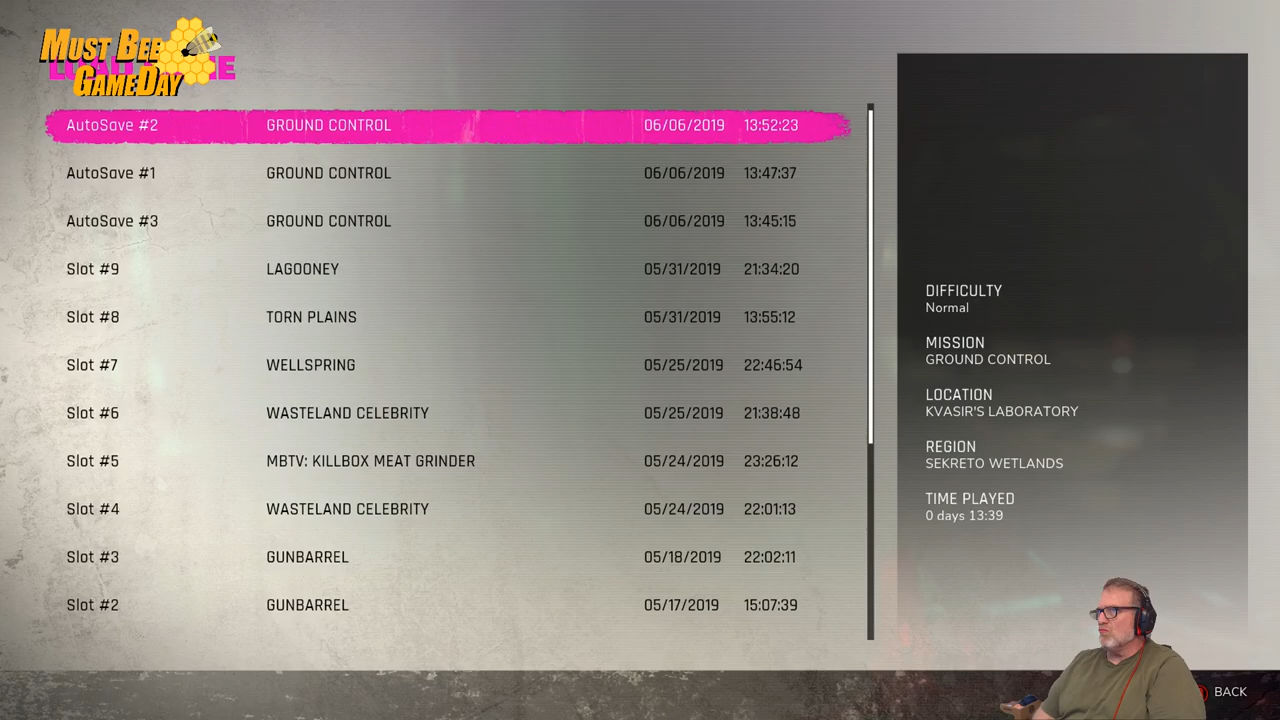 MUST BEE
GAMEDAY
AutoSave #2 GROUND CONTROL 06/06/2019 13:52:23
AutoSave #1 GROUND CONTROL 06/06/2019 13:47:37
AutoSave #3 GROUND CONTROL 06/06/2019 13:45:15
Slot #9 LAGOONEY 05/31/2019 21:34:20
Slot #8 TORN PLAINS 05/31/2019 13:55:12
Slot #7 WELLSPRING 05/25/2019 22:46:54
Slot #6 WASTELAND CELEBRITY 05/25/2019 21:38:48
Slot #5 MBTV: KILLBOX MEAT GRINDER 05/24/2019 23:26:12
Slot #4 WASTELAND CELEBRITY 05/24/2019 22:01:13
Slot #3 GUNBARREL 05/18/2019 22:02:11
Slot #2 GUNBARREL 05/17/2019 15:07:39
DIFFICULTY
Normal
MISSION
GROUND CONTROL
LOCATION
KVASIR'S LABORATORY
REGION
SEKRETO WETLANDS
TIME PLAYED
0 days 13:39
BACK